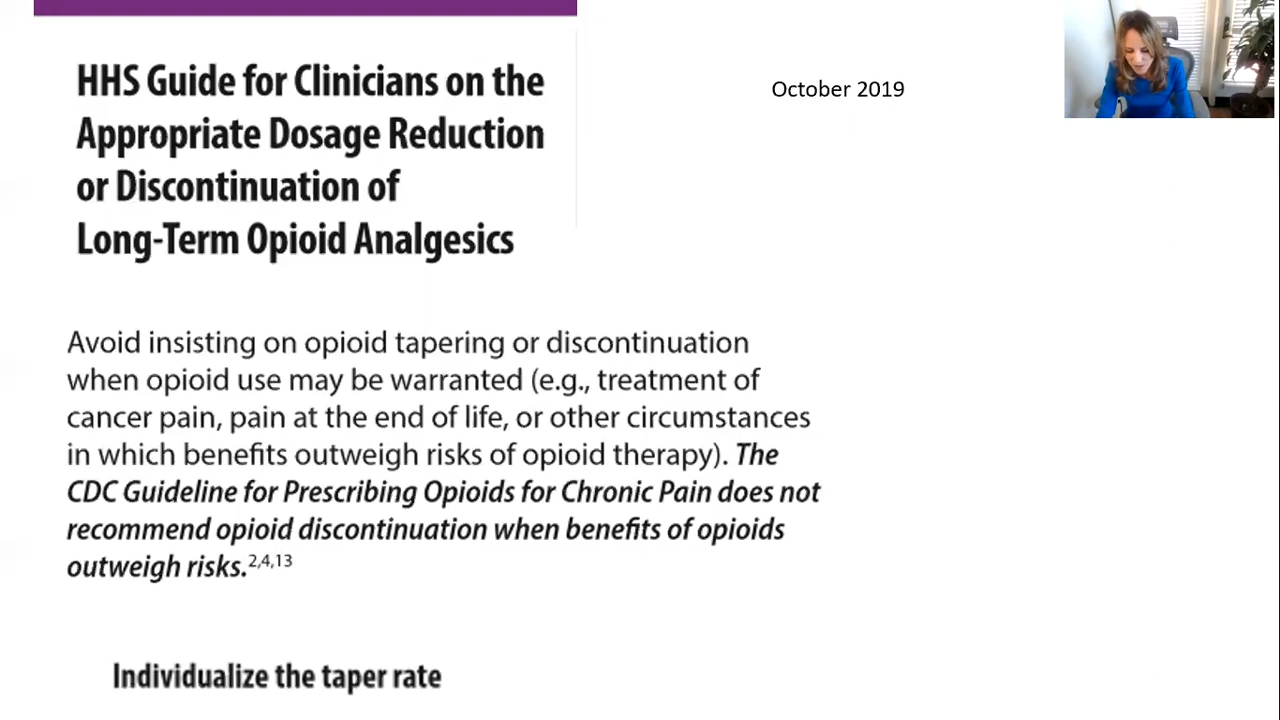 HHS Guide for Clinicians on the
Appropriate Dosage Reduction
or Discontinuation of
Long-Term Opioid Analgesics
October 2019
Avoid insisting on opioid tapering or discontinuation
when opioid use may be warranted (e.g., treatment of
cancer pain, pain at the end of life, or other circumstances
in which benefits outweigh risks of opioid therapy). The
CDC Guideline for Prescribing Opioids for Chronic Pain does not
recommend opioid discontinuation when benefits of opioids
outweigh risks.2,4,13
Individualize the taper rate